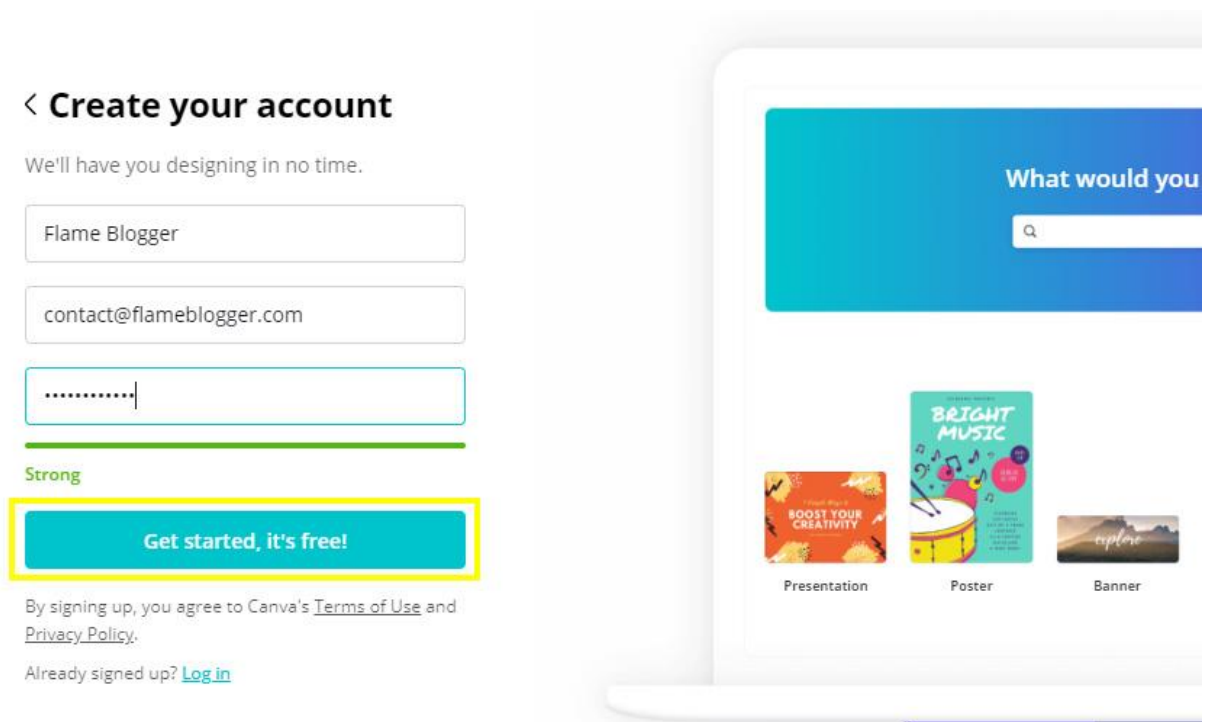 Create your account
We'll have you designing in no time.
Flame Blogger
contact@flameblogger.com
••••••••••••
Strong
Get started, it's free!
By signing up, you agree to Canva's Terms of Use and
Privacy Policy.
Already signed up? Log in
What would you
BRIGHT
MUSIC
BOOST YOUR
CREATIVITY
explore
Presentation
Poster
Banner